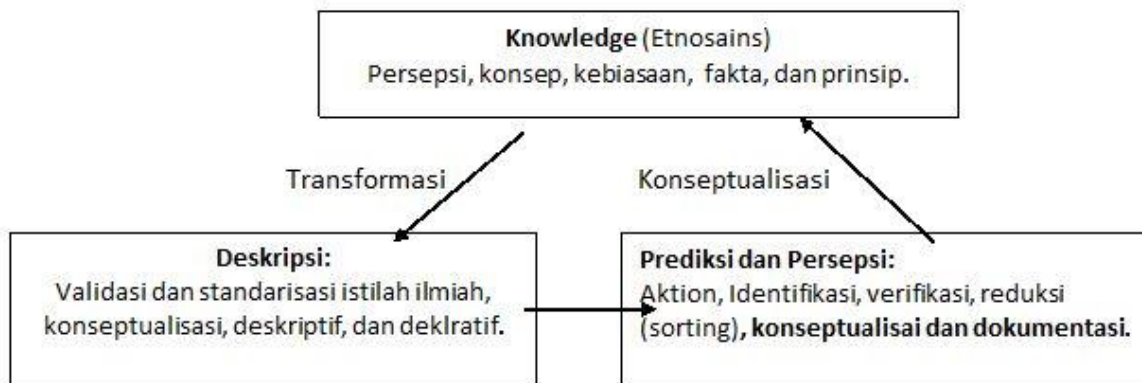 Knowledge (Etnosains)
Persepsi, konsep, kebiasaan, fakta, dan prinsip.
Transformasi
Konseptualisasi
Deskripsi:
Validasi dan standarisasi istilah ilmiah,
konseptualisasi, deskriptif, dan deklratif.
Prediksi dan Persepsi:
Aktion, Identifikasi, verifikasi, reduksi
(sorting), konseptualisai dan dokumentasi.